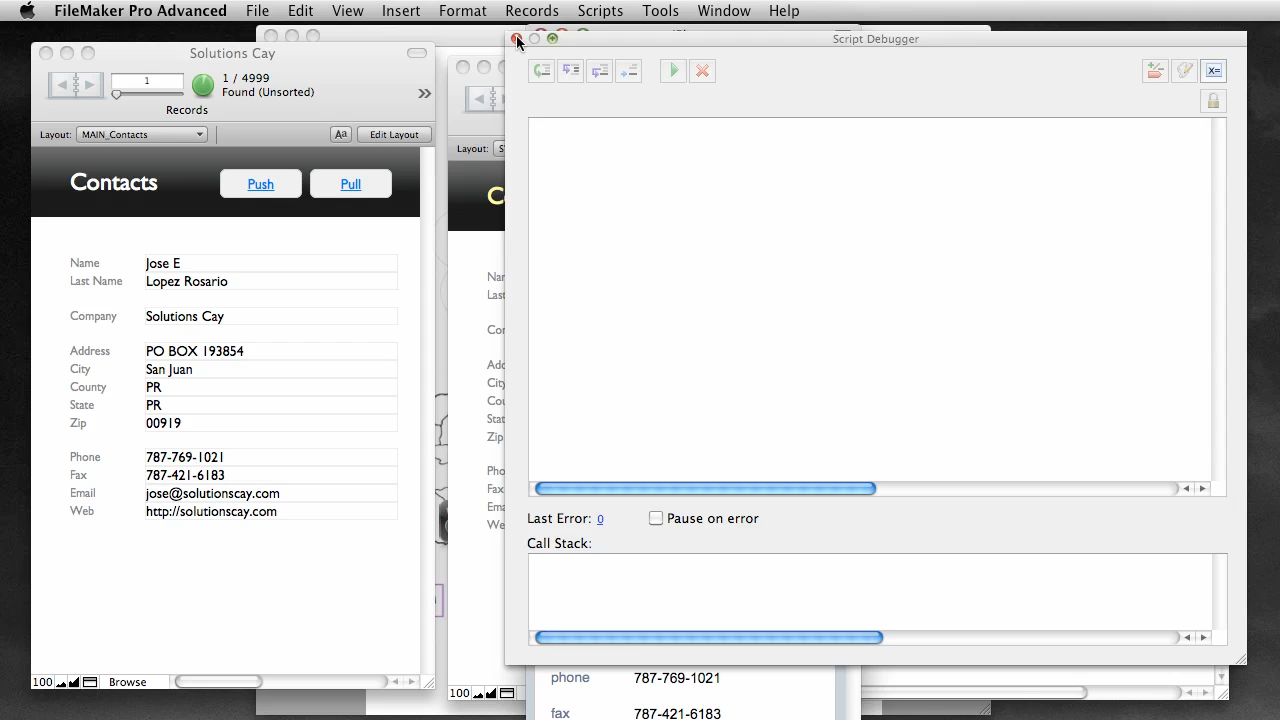 FileMaker Pro Advanced File Edit View Insert Format Records Scripts Tools Window Help
Solutions Cay
1
1 / 4999
Found (Unsorted)
Records
Layout: MAIN_Contacts Aa Edit Layout
Contacts Push Pull
Name Jose E
Last Name Lopez Rosario
Company Solutions Cay
Address PO BOX 193854
City San Juan
County PR
State PR
Zip 00919
Phone 787-769-1021
Fax 787-421-6183
Email jose@solutionscay.com
Web http://solutionscay.com
100 Browse
Layout:
Zip
Fax
100
Script Debugger
Last Error: 0 Pause on error
Call Stack:
phone 787-769-1021
fax 787-421-6183